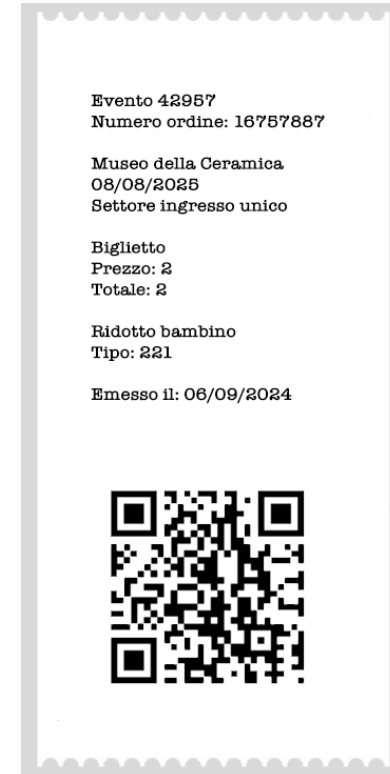 Evento 42957
Numero ordine: 16757887
Museo della Ceramica
08/08/2025
Settore ingresso unico
Biglietto
Prezzo: 2
Totale: 2
Ridotto bambino
Tipo: 221
Emesso il: 06/09/2024